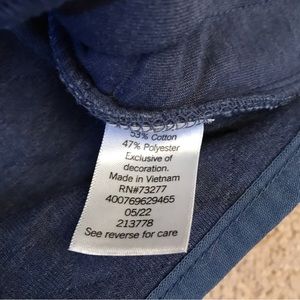 53% Cotton
47% Polyester
Exclusive of
decoration.
Made in Vietnam
RN#73277
400769629465
05/22
213778
See reverse for care